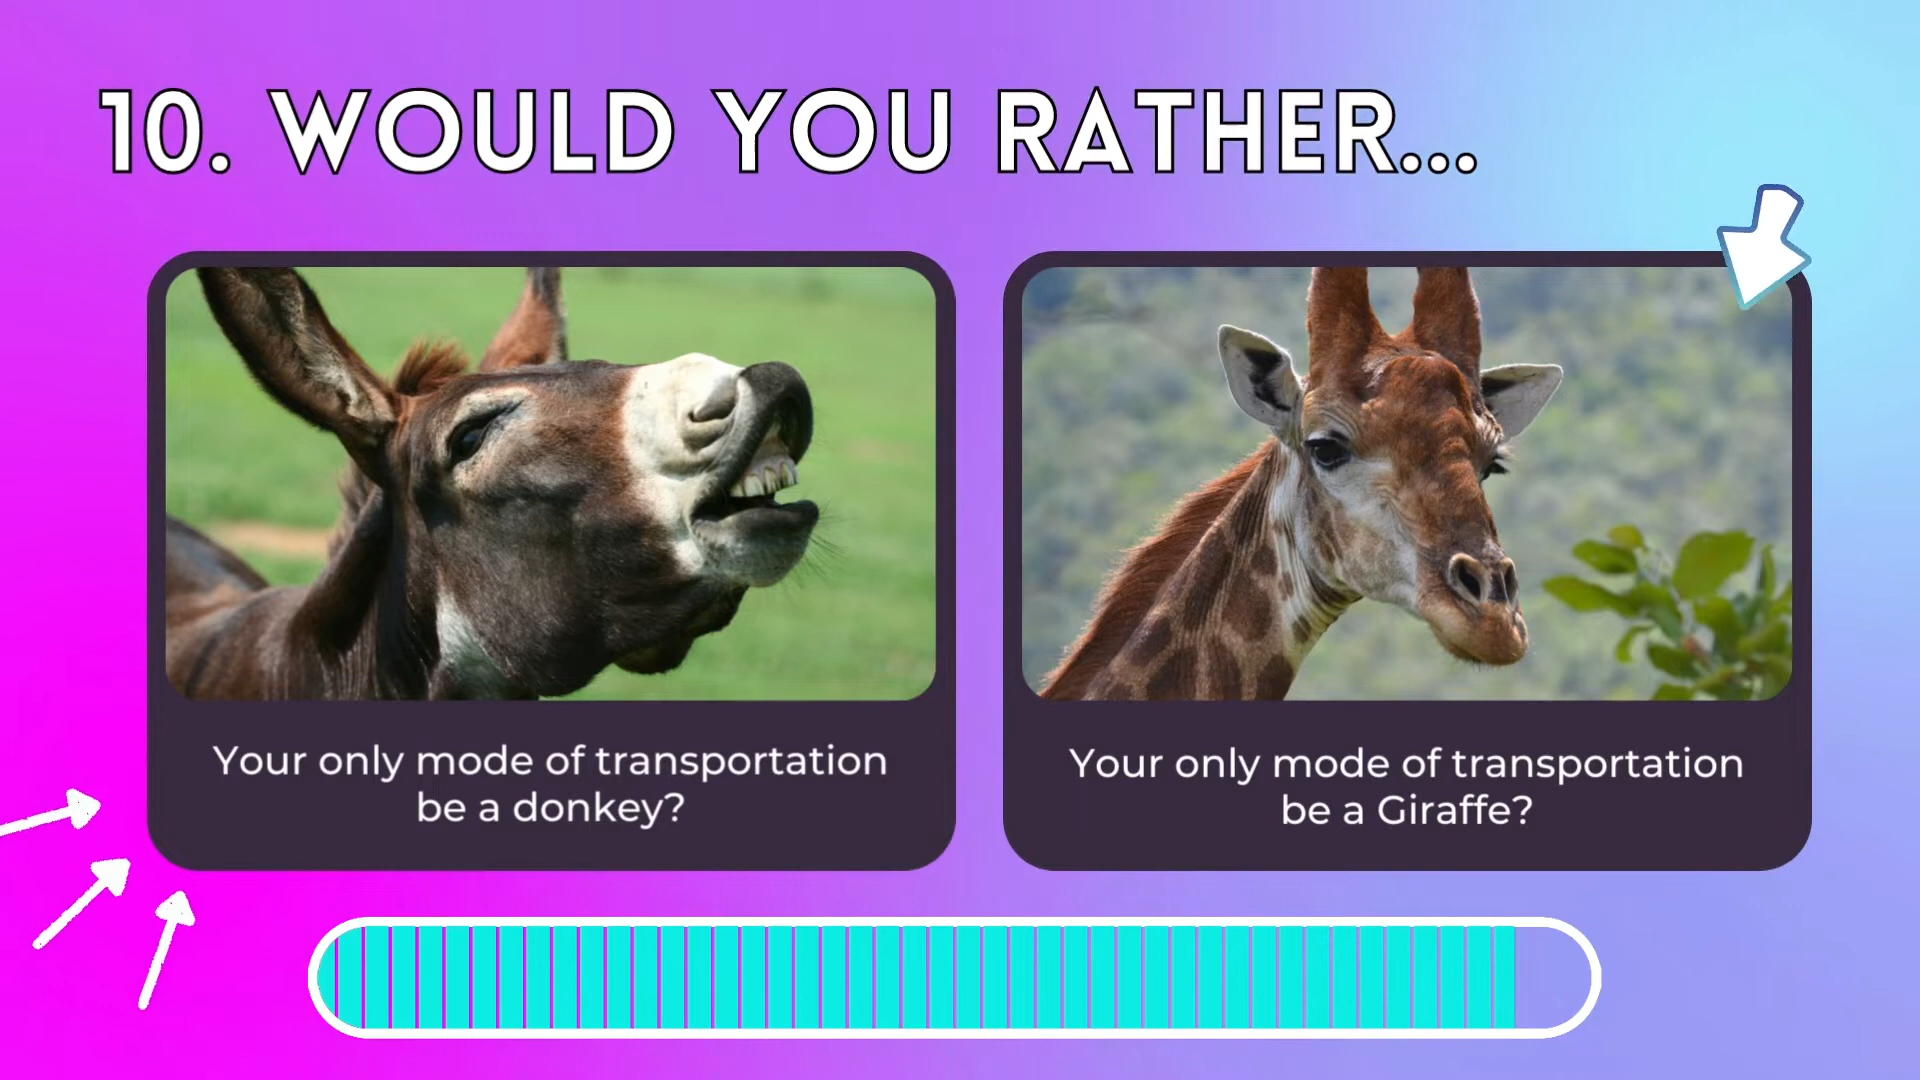 10. WOULD YOU RATHER...
Your only mode of transportation
be a donkey?
Your only mode of transportation
be a Giraffe?